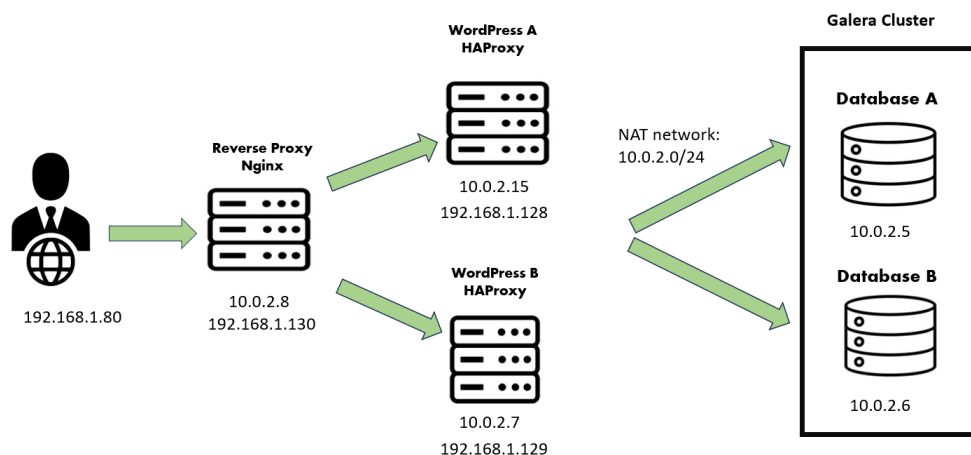 Galera Cluster
WordPress A
HAProxy
Database A
NAT network:
10.0.2.0/24
Reverse Proxy
Nginx
10.0.2.15
192.168.1.128
10.0.2.5
WordPress B
HAProxy
Database B
10.0.2.8
192.168.1.130
192.168.1.80
10.0.2.6
10.0.2.7
192.168.1.129